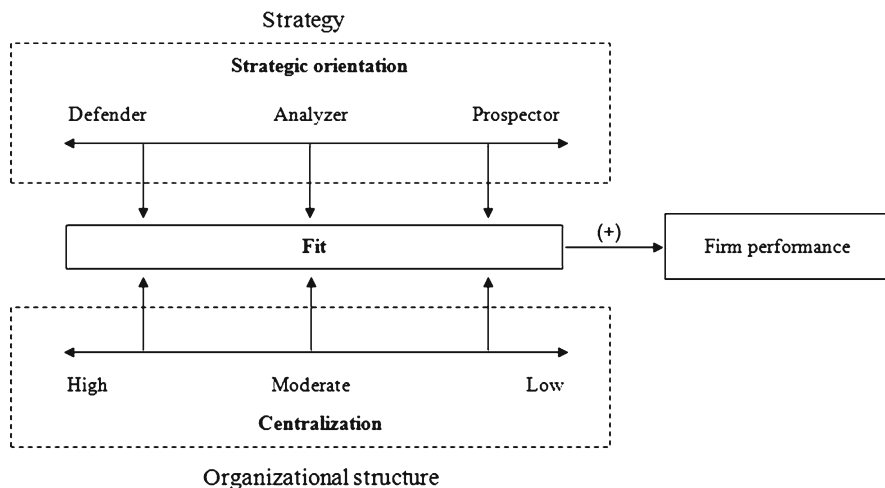 Strategy
Strategic orientation
Defender Analyzer Prospector
Fit
(+)
Firm performance
High Moderate Low
Centralization
Organizational structure